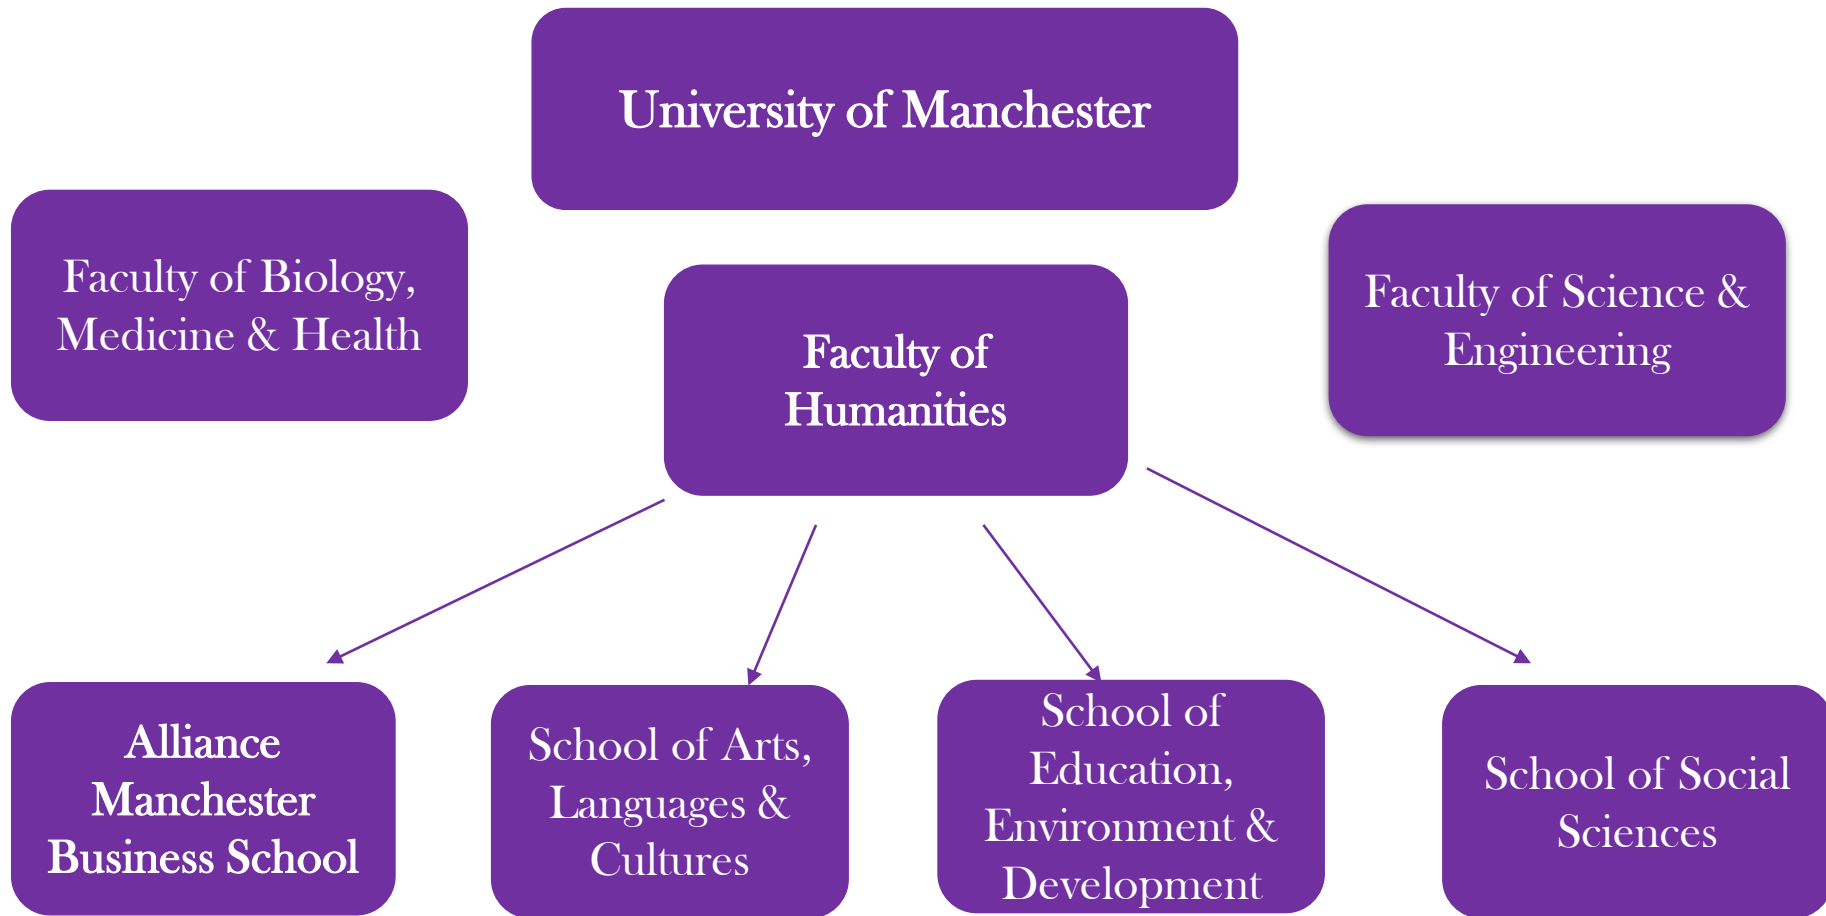 University of Manchester
Faculty of Biology,
Medicine & Health
Faculty of
Humanities
Faculty of Science &
Engineering
Alliance
Manchester
Business School
School of Arts,
Languages &
Cultures
School of
Education,
Environment &
Development
School of Social
Sciences